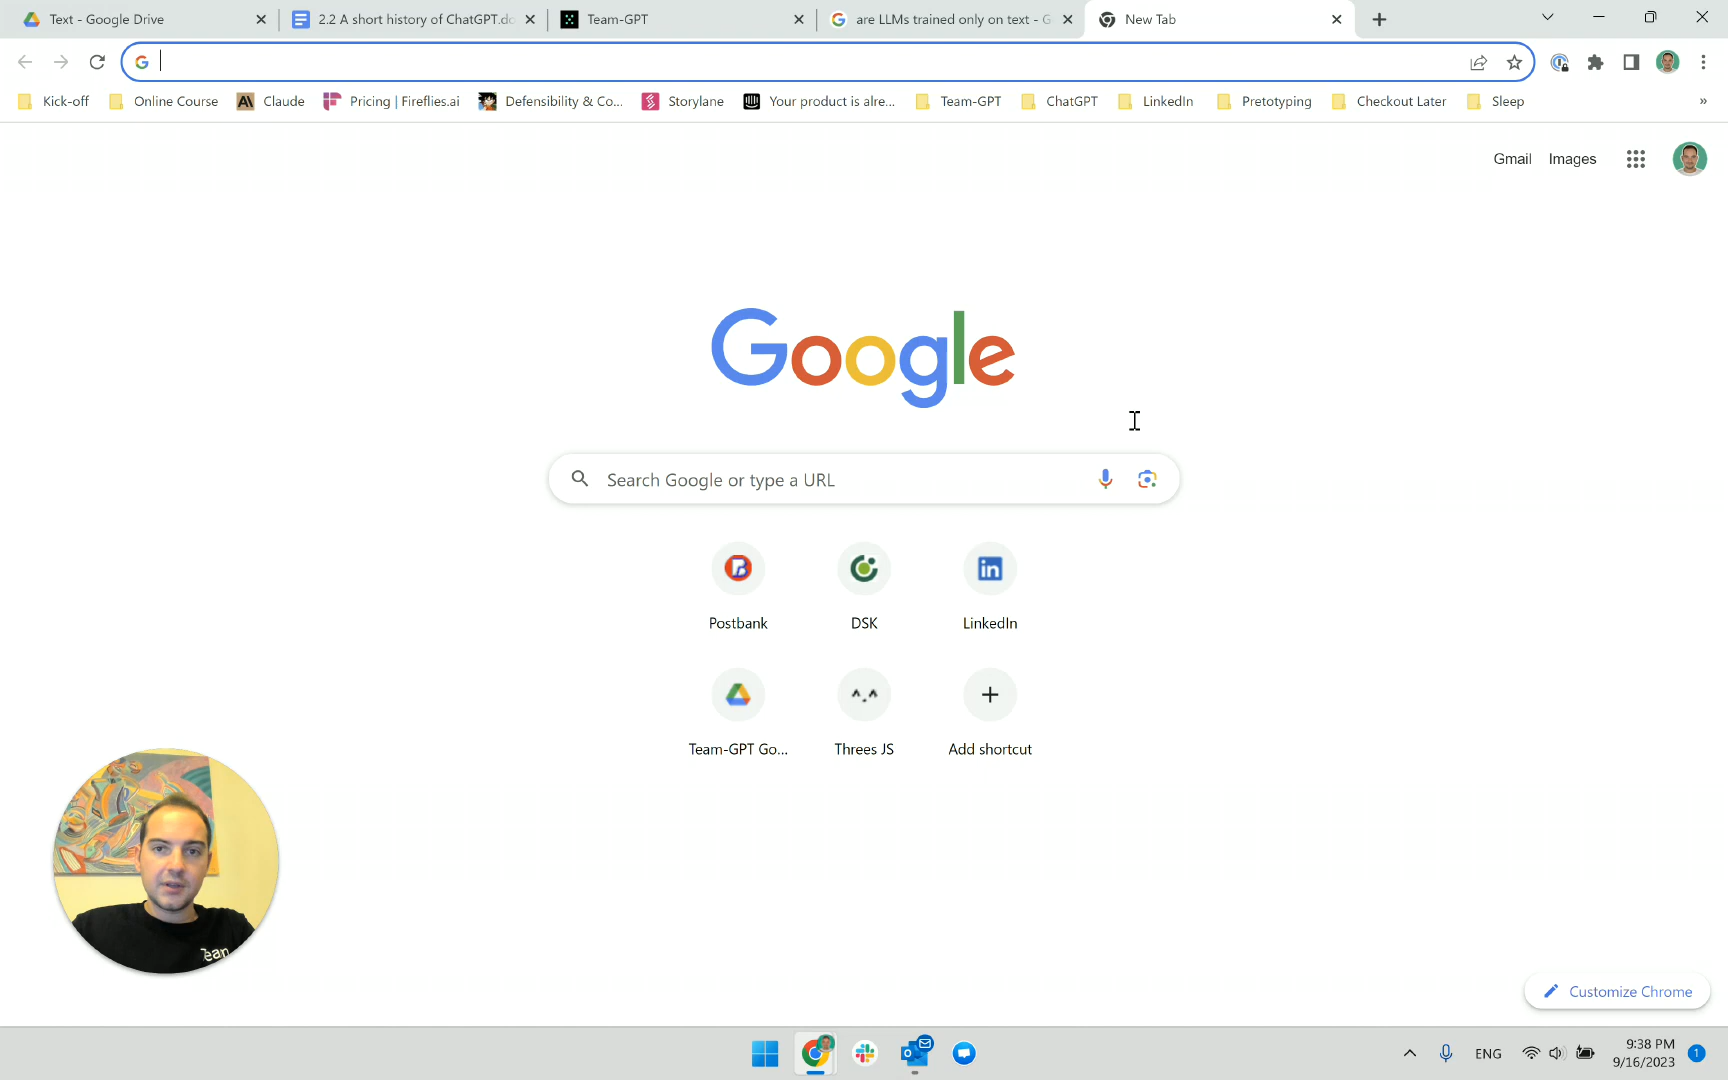 Text - Google Drive
2.2 A short history of ChatGPT.do
Team-GPT
are LLMs trained only on text - G
New Tab
Kick-off
Online Course
Claude
Pricing | Fireflies.ai
Defensibility & Co...
Storylane
Your product is alre...
Team-GPT
ChatGPT
LinkedIn
Pretotyping
Checkout Later
Sleep
»
Gmail
Images
Google
Search Google or type a URL
Postbank
DSK
LinkedIn
Team-GPT Go...
Threes JS
Add shortcut
Team
Customize Chrome
ENG
9:38 PM
9/16/2023
1